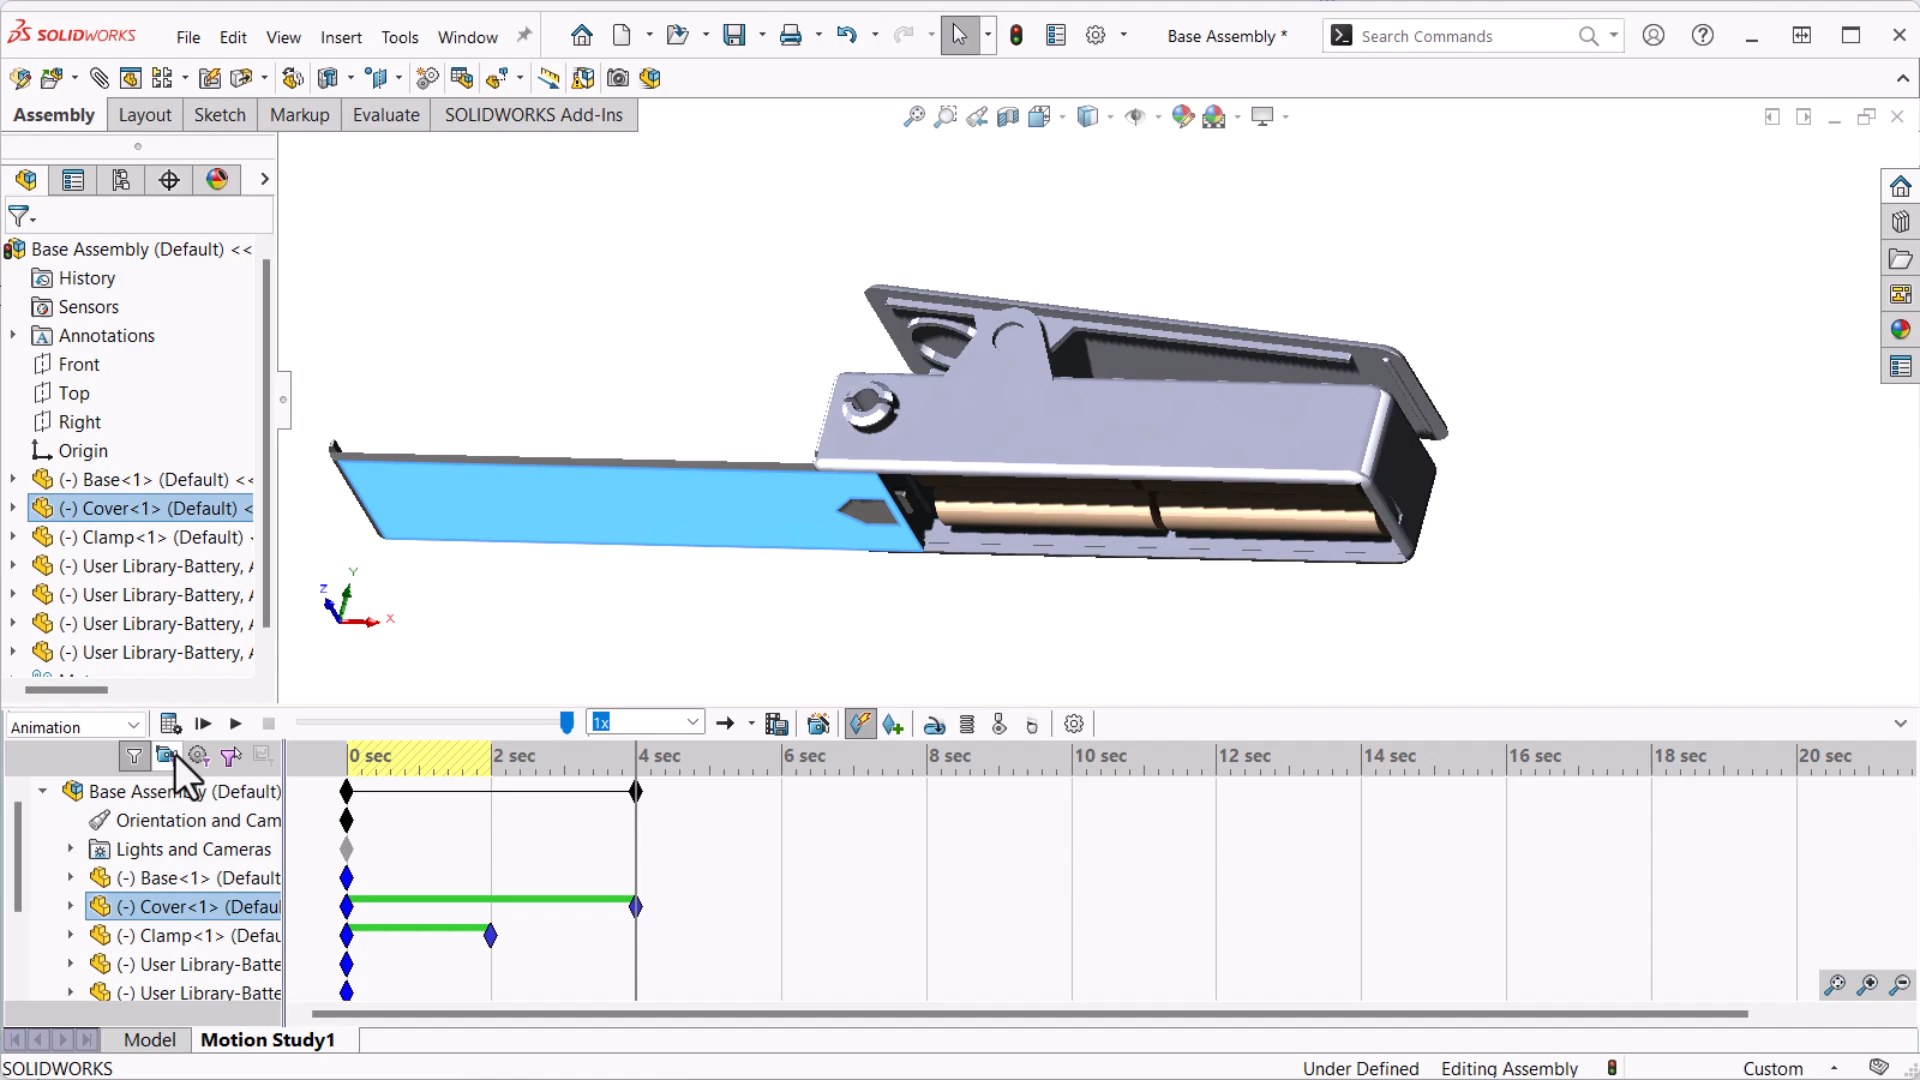 SOLIDWORKS File Edit View Insert Tools Window Base Assembly * Search Commands
Assembly Layout Sketch Markup Evaluate SOLIDWORKS Add-Ins
Base Assembly (Default) <<
History
Sensors
Annotations
Front
Top
Right
Origin
(-) Base<1> (Default) <<
(-) Cover<1> (Default) <
(-) Clamp<1> (Default)
(-) User Library-Battery,
(-) User Library-Battery,
(-) User Library-Battery,
(-) User Library-Battery,
Y
Z
X
Animation 1x
0 sec 2 sec 4 sec 6 sec 8 sec 10 sec 12 sec 14 sec 16 sec 18 sec 20 sec
Base Assembly (Default)
Orientation and Cam
Lights and Cameras
(-) Base<1> (Default
(-) Cover<1> (Defaul
(-) Clamp<1> (Defau
(-) User Library-Batte
(-) User Library-Batte
Model Motion Study1
SOLIDWORKS Under Defined Editing Assembly Custom